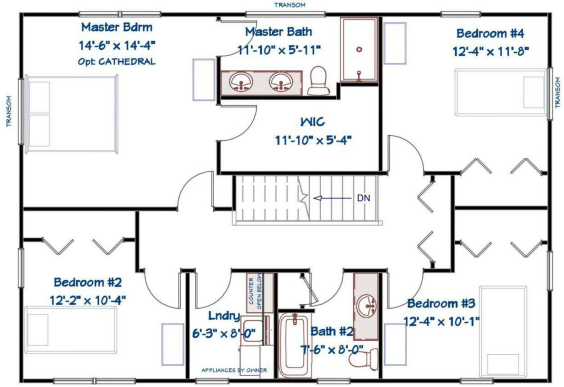 TRANSOM
Master Bdrm
14'-6" x 14'-4"
Opt: CATHEDRAL
Master Bath
11'-10" x 5'-11"
Bedroom #4
12'-4" x 11'-8"
TRANSOM
TRANSOM
WIC
11'-10" x 5'-4"
DN
Bedroom #2
12'-2" x 10'-4"
COUNTER
OPEN BELOW
Lndry
6'-3" x 8'-0"
APPLIANCES BY OWNER
Bath #2
7'-6" x 8'-0"
Bedroom #3
12'-4" x 10'-1"